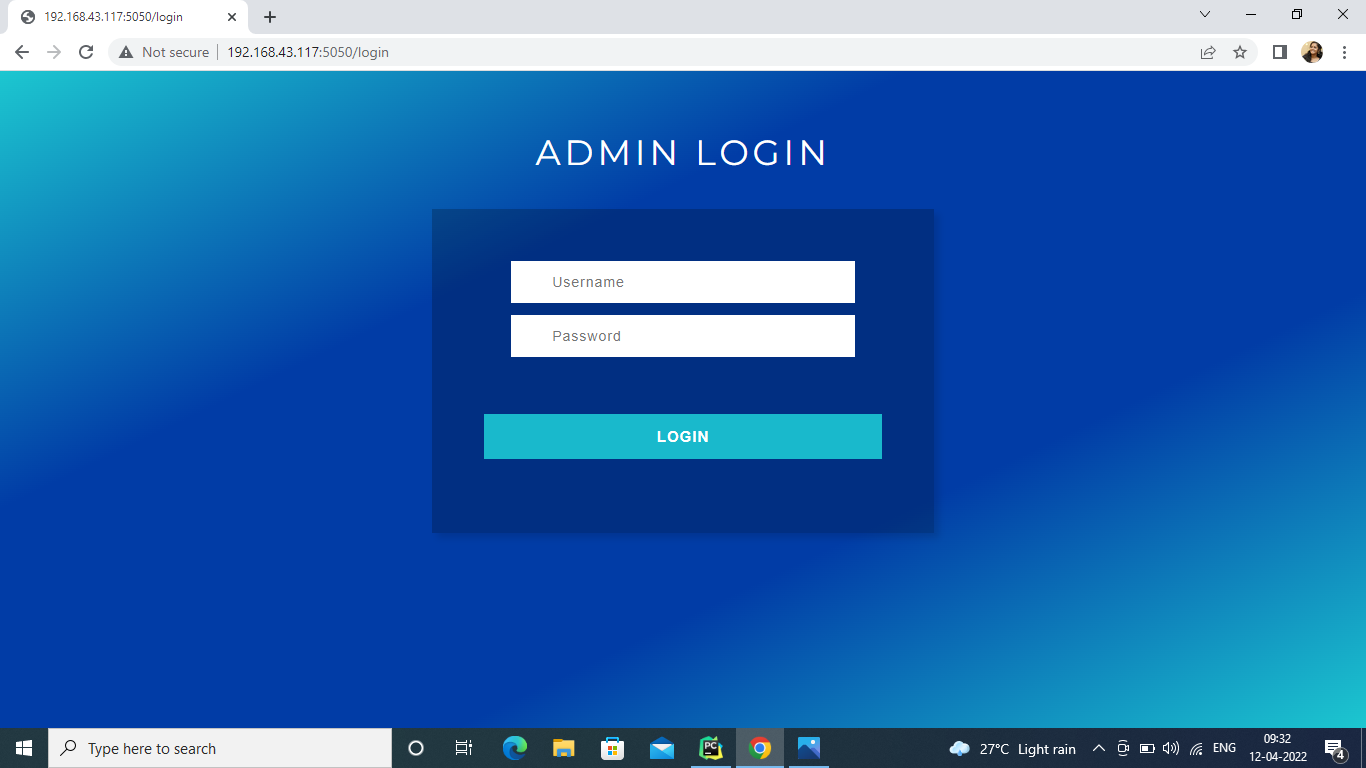 192.168.43.117:5050/login
Not secure
192.168.43.117:5050/login
ADMIN LOGIN
Username
Password
LOGIN
Type here to search
PC
27°C Light rain
ENG
09:32
12-04-2022
4